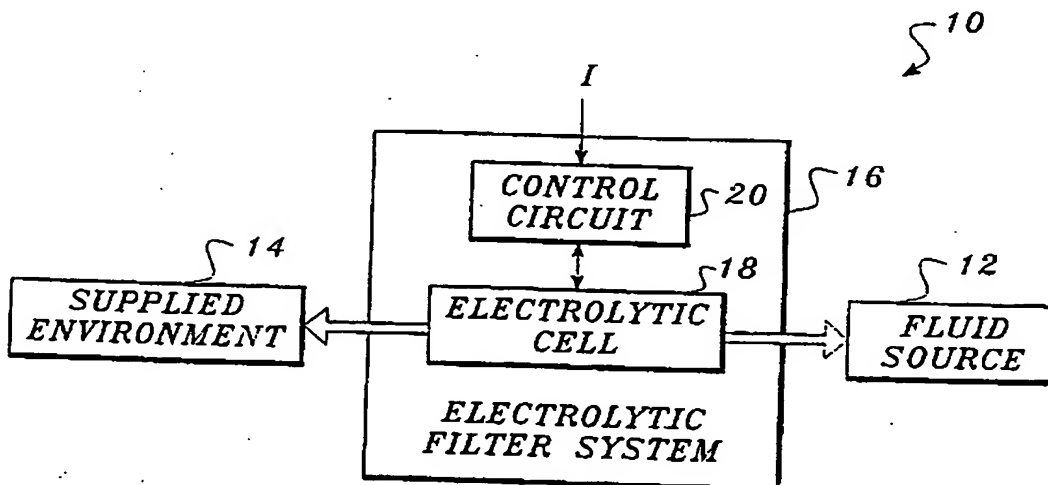 10
I
CONTROL
CIRCUIT
20
16
14
SUPPLIED
ENVIRONMENT
18
ELECTROLYTIC
CELL
12
FLUID
SOURCE
ELECTROLYTIC
FILTER SYSTEM